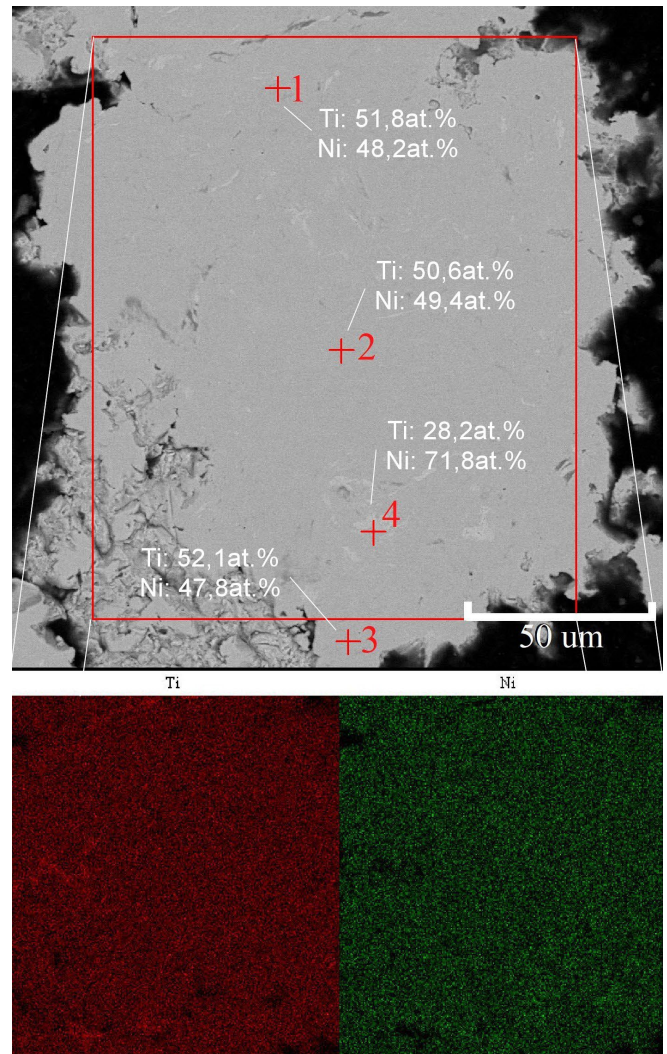 1
Ti: 51,8at.%
Ni: 48,2at.%
Ti: 50,6at.%
Ni: 49,4at.%
2
Ti: 28,2at.%
Ni: 71,8at.%
4
Ti: 52,1at.%
Ni: 47,8at.%
3
50 um
Ti Ni